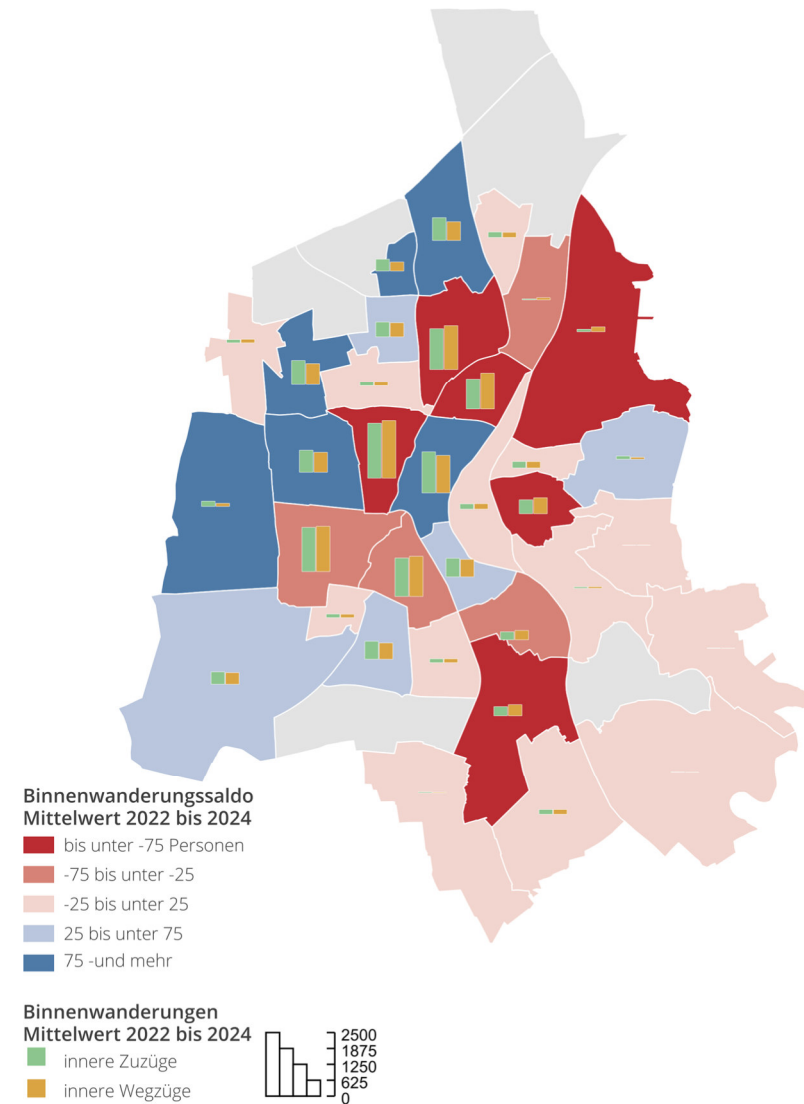 Binnenwanderungssaldo
Mittelwert 2022 bis 2024
bis unter -75 Personen
-75 bis unter -25
-25 bis unter 25
25 bis unter 75
75 -und mehr
Binnenwanderungen
Mittelwert 2022 bis 2024
innere Zuzüge
innere Wegzüge
2500
1875
1250
625
0